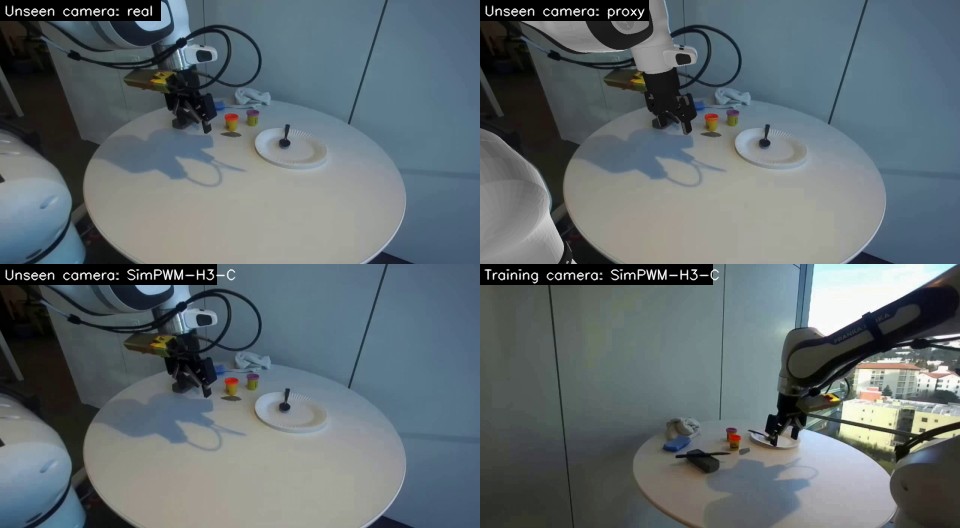 Unseen camera: real
Unseen camera: proxy
Unseen camera: SimPWM-H3-C
Training camera: SimPWM-H3-C